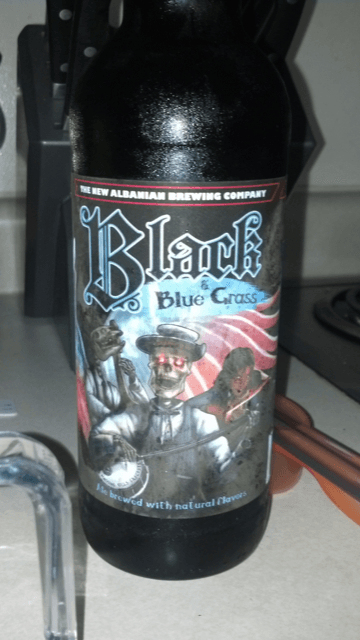 THE NEW ALBANIAN BREWING COMPANY
Black
&
Blue Grass
Ale brewed with natural flavors